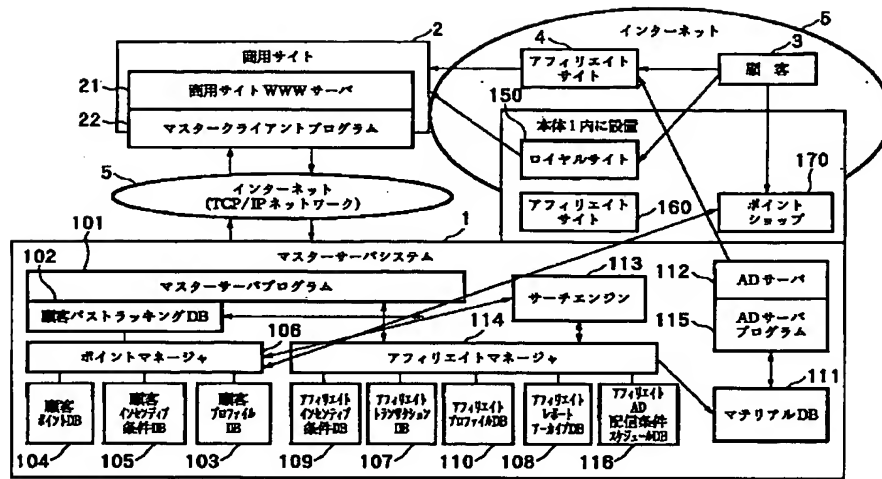 2
5
商用サイト
インターネット
4
3
21
アフィリエイト
サイト
顧客
商用サイトWWWサーバ
22
150
マスタークライアントプログラム
本体1内に設置
ロイヤルサイト
170
5
インターネット
(TCP/IPネットワーク)
アフィリエイト
サイト
160
ポイント
ショップ
101
1
マスターサーバシステム
102
マスターサーバプログラム
113
112
ADサーバ
顧客パストラッキングDB
サーチエンジン
106
114
115
ADサーバ
プログラム
ポイントマネージャ
アフィリエイトマネージャ
111
顧客
ポイントDB
顧客
インセンティブ
条件DB
顧客
プロファイル
DB
アフィリエイト
インセンティブ
条件DB
アフィリエイト
トランザクション
DB
アフィリエイト
プロファイルDB
アフィリエイト
レポート
アーカイブDB
アフィリエイト
AD
配信条件
スケジュールDB
マテリアルDB
104
105
103
109
107
110
108
116